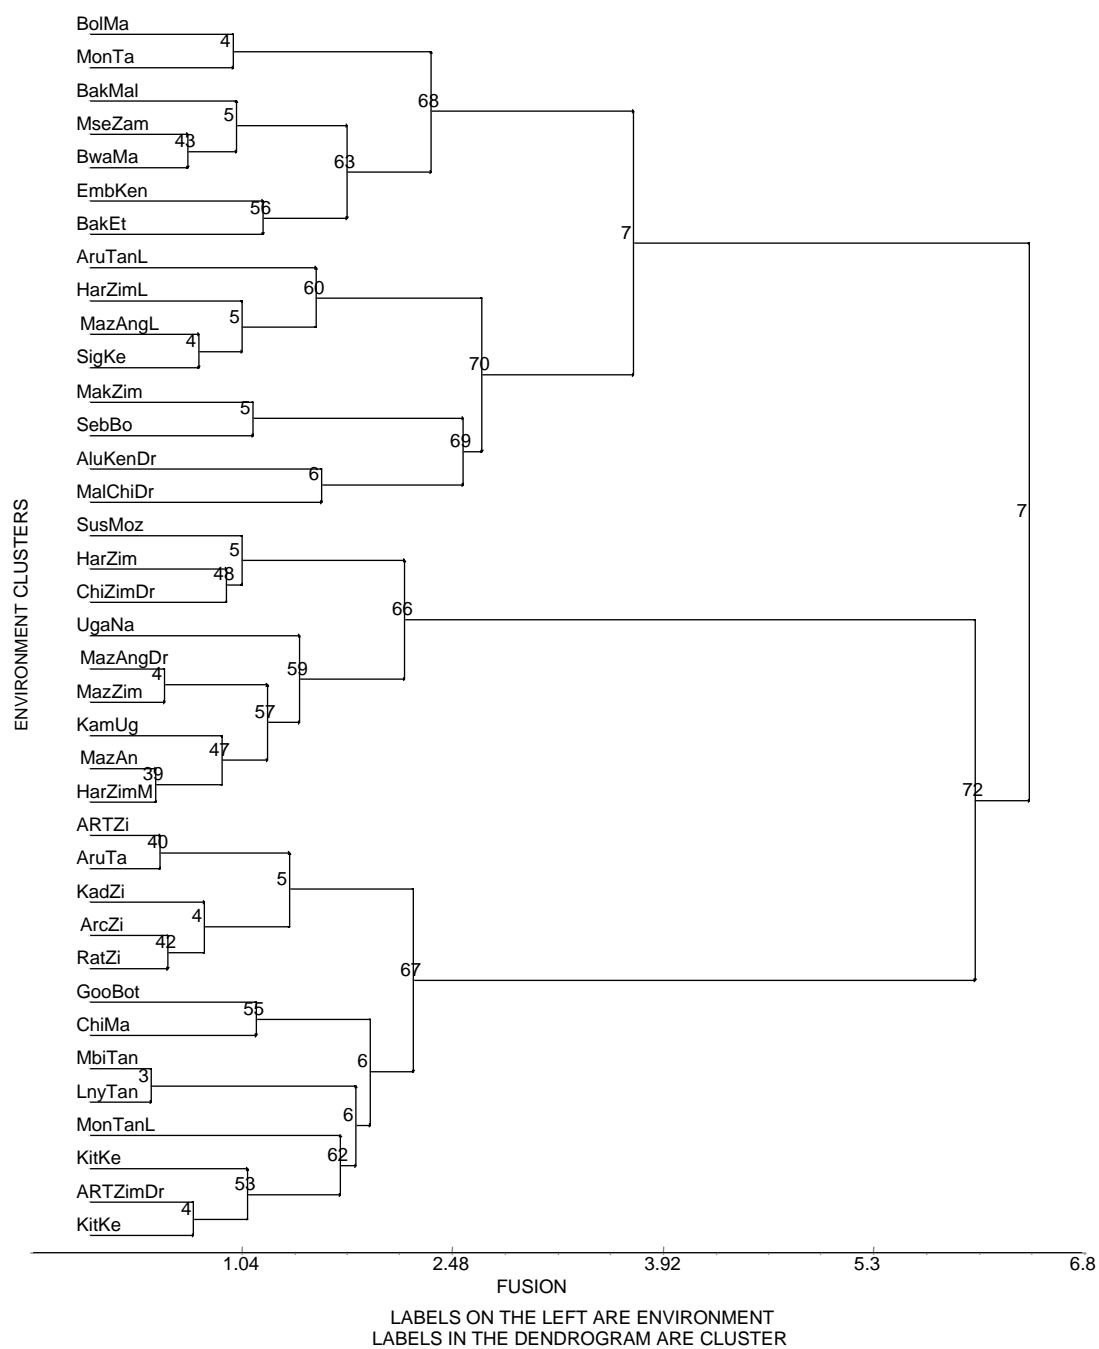 BolMa
4
MonTa
68
BakMal
5
MseZam
43
BwaMa
63
EmbKen
56
BakEt
7
AruTanL
60
HarZimL
5
MazAngL
4
SigKe
70
MakZim
5
SebBo
69
AluKenDr
6
MalChiDr
7
SusMoz
5
HarZim
48
ChiZimDr
66
UgaNa
59
MazAngDr
4
MazZim
57
KamUg
47
MazAn
39
HarZimM
72
ARTZi
40
AruTa
5
KadZi
4
ArcZi
42
RatZi
67
GooBot
55
ChiMa
6
MbiTan
3
LnyTan
6
MonTanL
62
KitKe
53
ARTZimDr
4
KitKe
ENVIRONMENT CLUSTERS
1.04 2.48 3.92 5.3 6.8
FUSION
LABELS ON THE LEFT ARE ENVIRONMENT
LABELS IN THE DENDROGRAM ARE CLUSTER